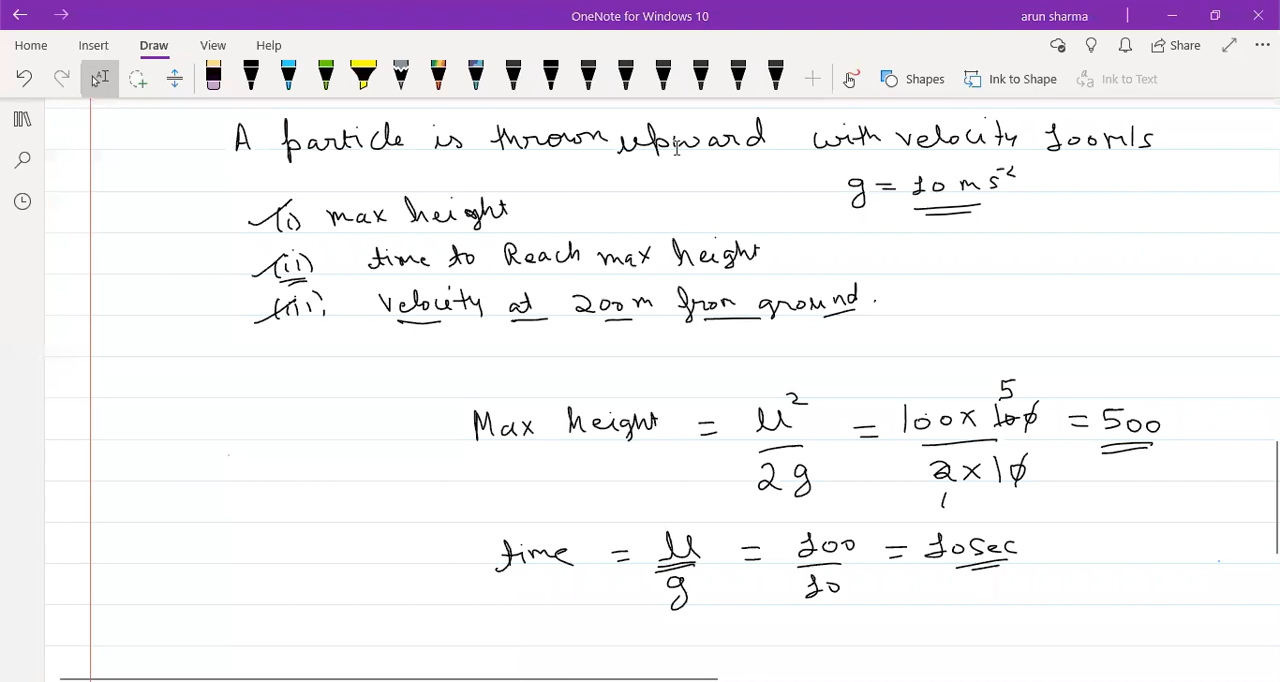 OneNote for Windows 10
arun sharma
Home Insert Draw View Help
Share
Shapes Ink to Shape Ink to Text
A particle is thrown upward with velocity 100m/s
g = 10 m s⁻²
(i) max height
(ii) time to Reach max height
(iii) velocity at 200m from ground.
Max height = u²/2g = 100 x 100/2 x 10 = 500
5
1
time = u/g = 100/10 = 10sec